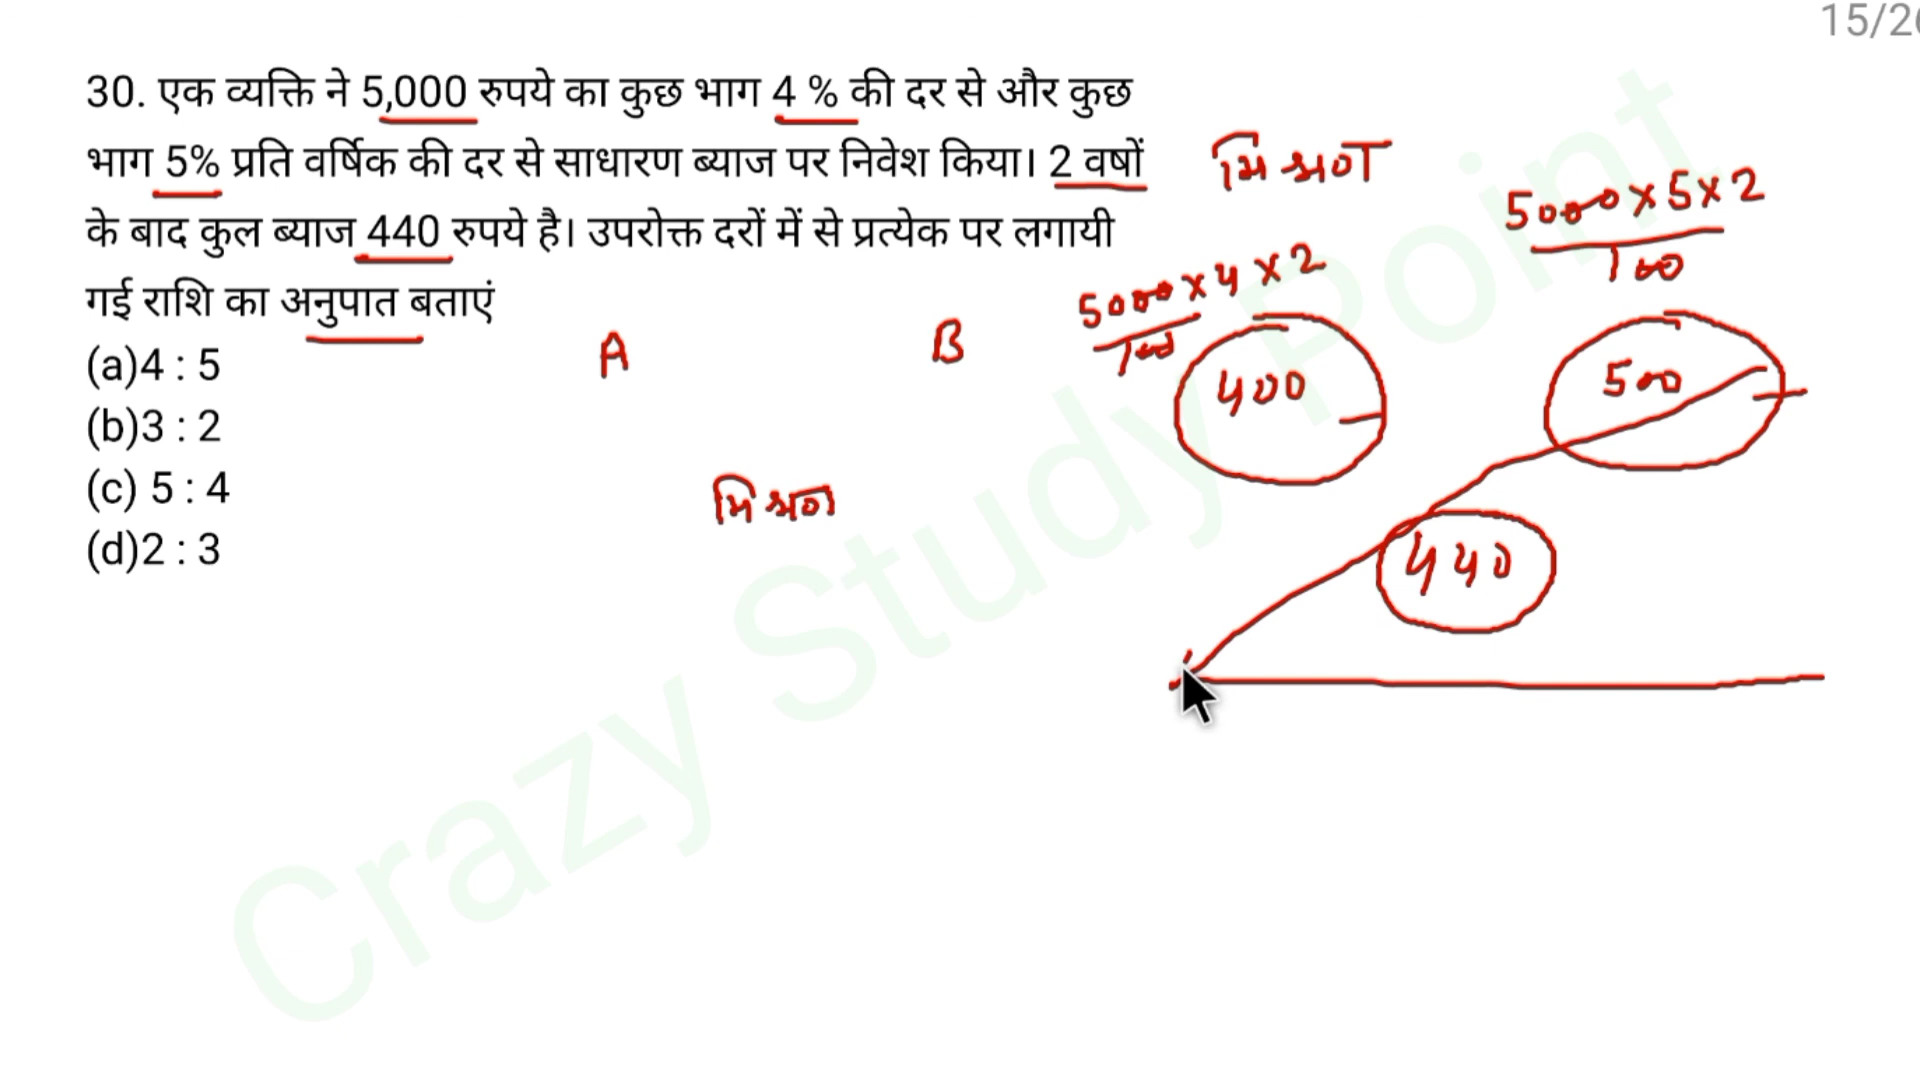 15/2
30. एक व्यक्ति ने 5,000 रुपये का कुछ भाग 4 % की दर से और कुछ
भाग 5% प्रति वर्षिक की दर से साधारण ब्याज पर निवेश किया। 2 वर्षों
के बाद कुल ब्याज 440 रुपये है। उपरोक्त दरों में से प्रत्येक पर लगायी
गई राशि का अनुपात बताएं
(a)4 : 5
(b)3 : 2
(c) 5 : 4
(d)2 : 3
A
B
मिश्रण
मिश्रण
5000×4×2
100
5000×5×2
100
400
500
440
Crazy Study Point